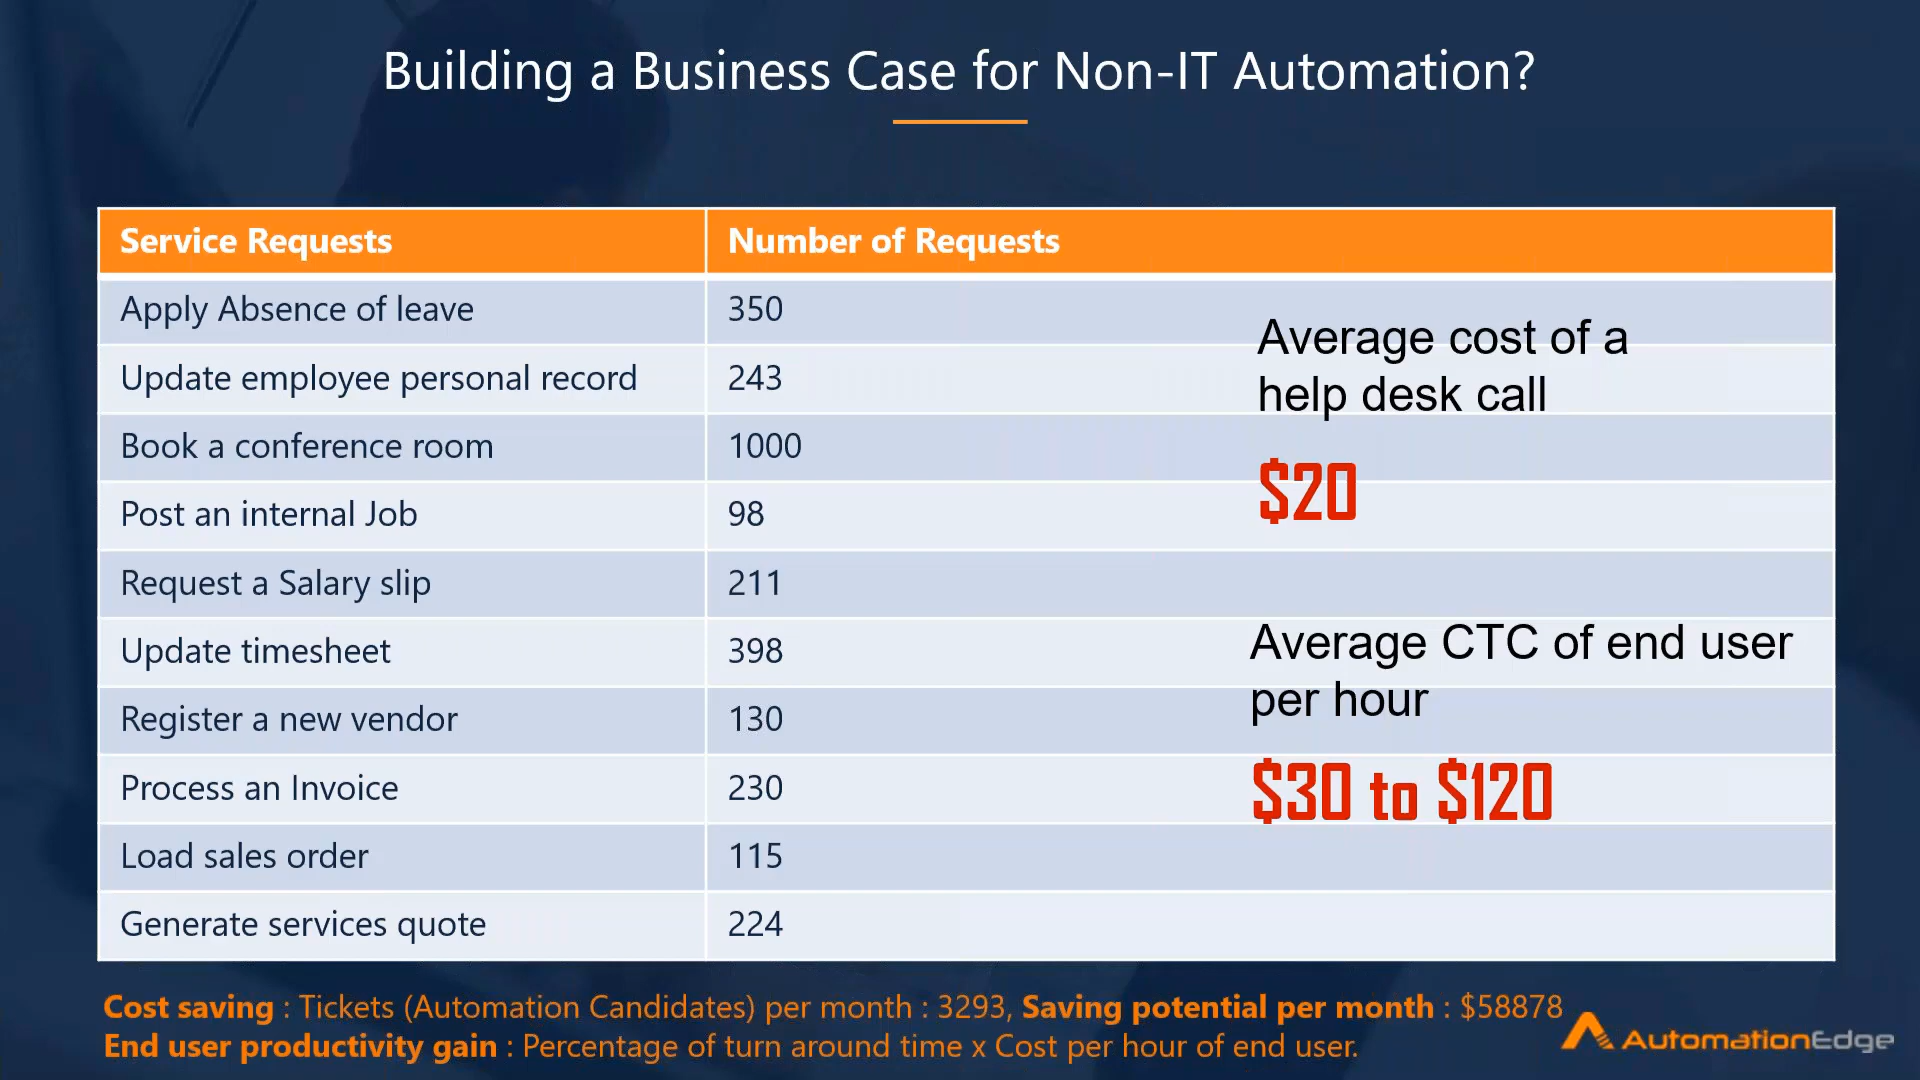 Building a Business Case for Non-IT Automation?
Service Requests Number of Requests
Apply Absence of leave 350
Update employee personal record 243
Book a conference room 1000
Post an internal Job 98
Request a Salary slip 211
Update timesheet 398
Register a new vendor 130
Process an Invoice 230
Load sales order 115
Generate services quote 224
Average cost of a
help desk call
$20
Average CTC of end user
per hour
$30 to $120
Cost saving : Tickets (Automation Candidates) per month : 3293, Saving potential per month : $58878
End user productivity gain : Percentage of turn around time x Cost per hour of end user.
AutomationEdge